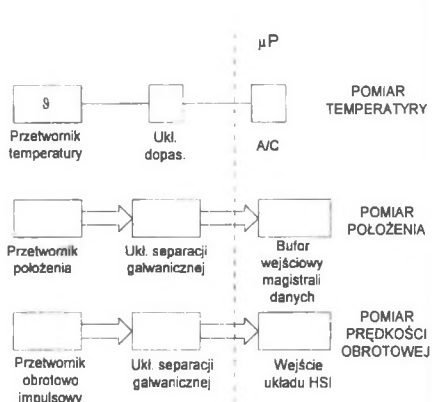 μP
ϑ
Przetwornik
temperatury
Ukł.
dopas.
A/C
POMIAR
TEMPERATYRY
Przetwornik
położenia
Ukł. separacji
galwanicznej
Bufor
wejściowy
magistrali
danych
POMIAR
POŁOŻENIA
Przetwornik
obrotowo
impulsowy
Ukł. separacji
galwanicznej
Wejście
układu HSI
POMIAR
PRĘDKOŚCI
OBROTOWEJ